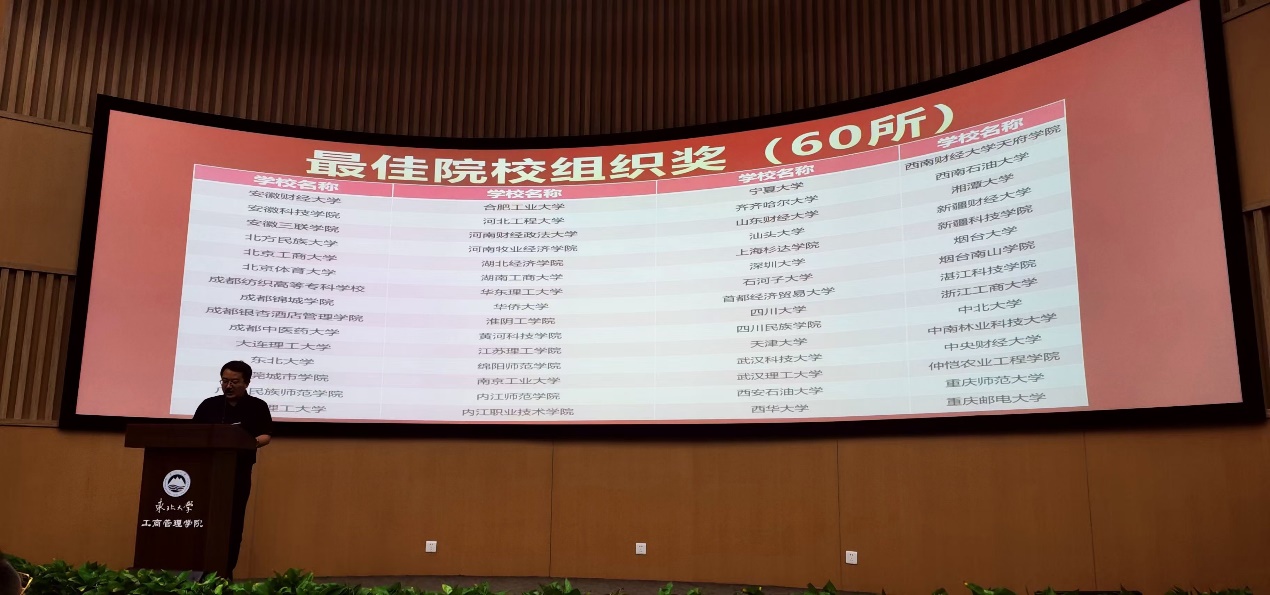 最佳院校组织奖（60所）
学校名称
安徽财经大学
安徽科技学院
安徽三联学院
北方民族大学
北京工商大学
北京体育大学
成都纺织高等专科学校
成都锦城学院
成都银杏酒店管理学院
成都中医药大学
大连理工大学
东北大学
莞城市学院
民族师范学院
理工大学
学校名称
合肥工业大学
河北工程大学
河南财经政法大学
河南牧业经济学院
湖北经济学院
湖南工商大学
华东理工大学
华侨大学
淮阴工学院
黄河科技学院
江苏理工学院
绵阳师范学院
南京工业大学
内江师范学院
内江职业技术学院
学校名称
宁夏大学
齐齐哈尔大学
山东财经大学
汕头大学
上海杉达学院
深圳大学
石河子大学
首都经济贸易大学
四川大学
四川民族学院
天津大学
武汉科技大学
武汉理工大学
西安石油大学
西华大学
学校名称
西南财经大学天府学院
西南石油大学
湘潭大学
新疆财经大学
新疆科技学院
烟台大学
烟台南山学院
湛江科技学院
浙江工商大学
中北大学
中南林业科技大学
中央财经大学
仲恺农业工程学院
重庆师范大学
重庆邮电大学
東北大學
工商管理学院